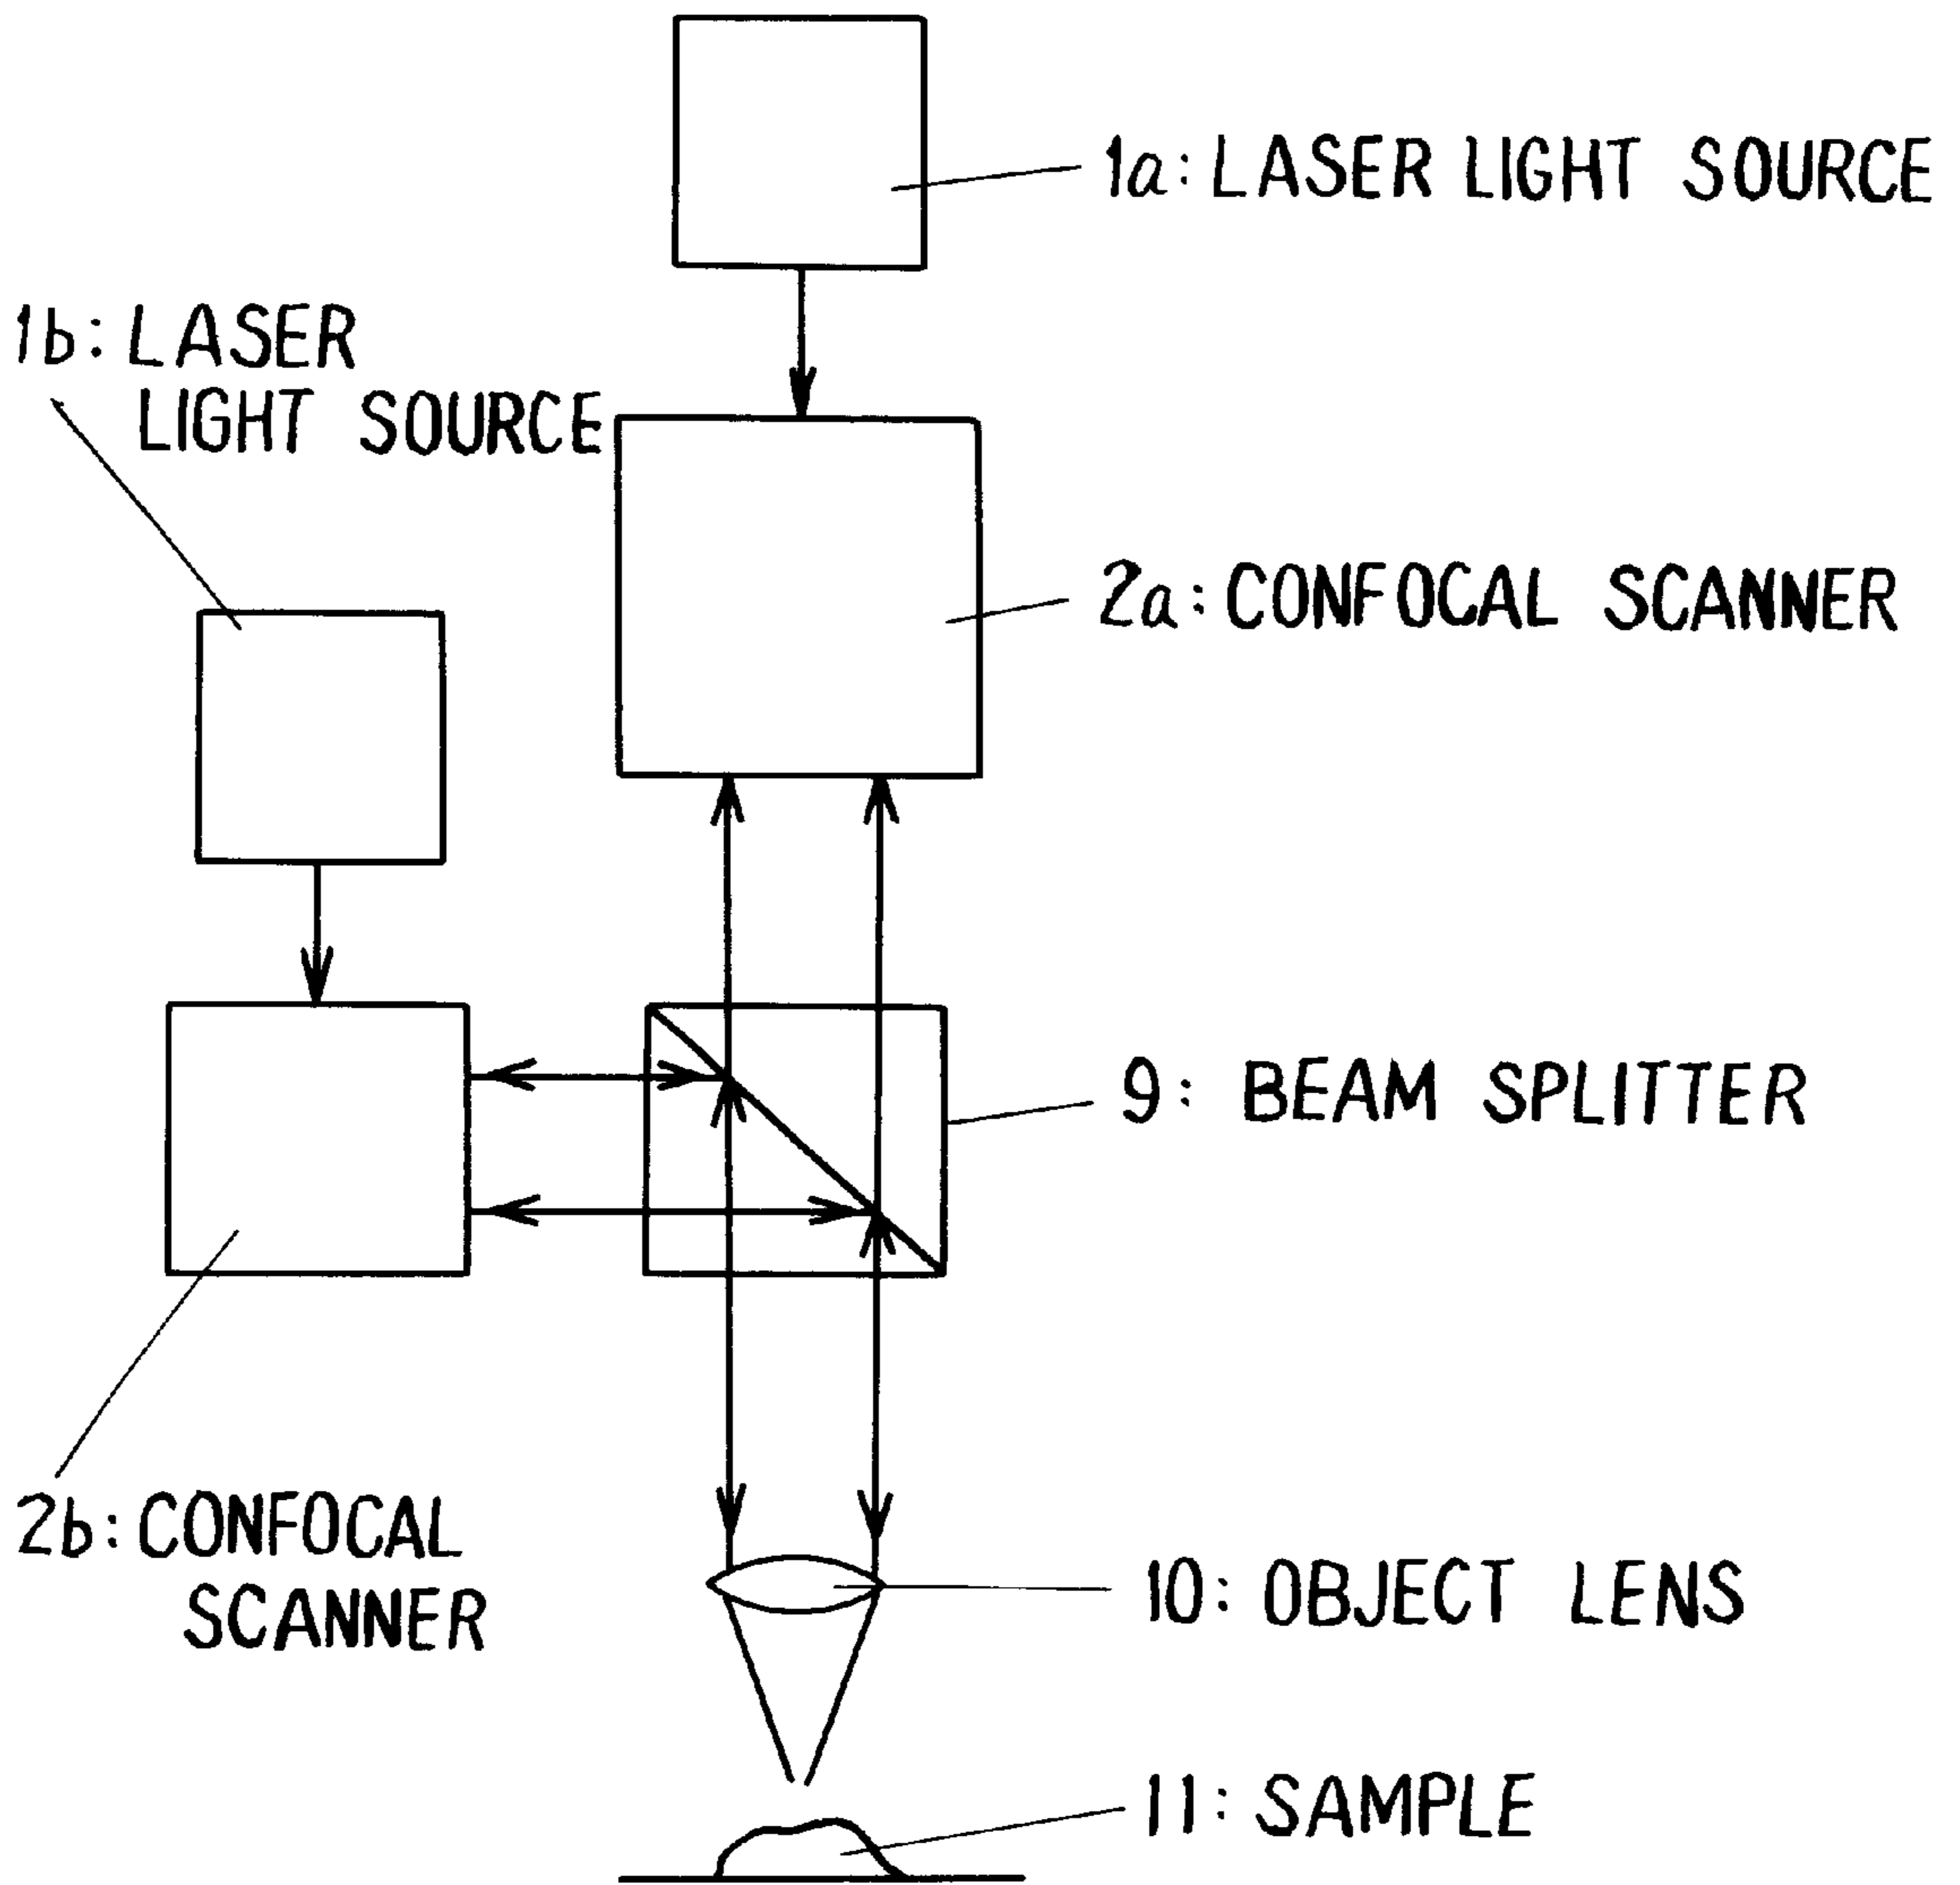 1a: LASER LIGHT SOURCE
1b: LASER
LIGHT SOURCE
2a: CONFOCAL SCANNER
9: BEAM SPLITTER
2b: CONFOCAL
SCANNER
10: OBJECT LENS
11: SAMPLE